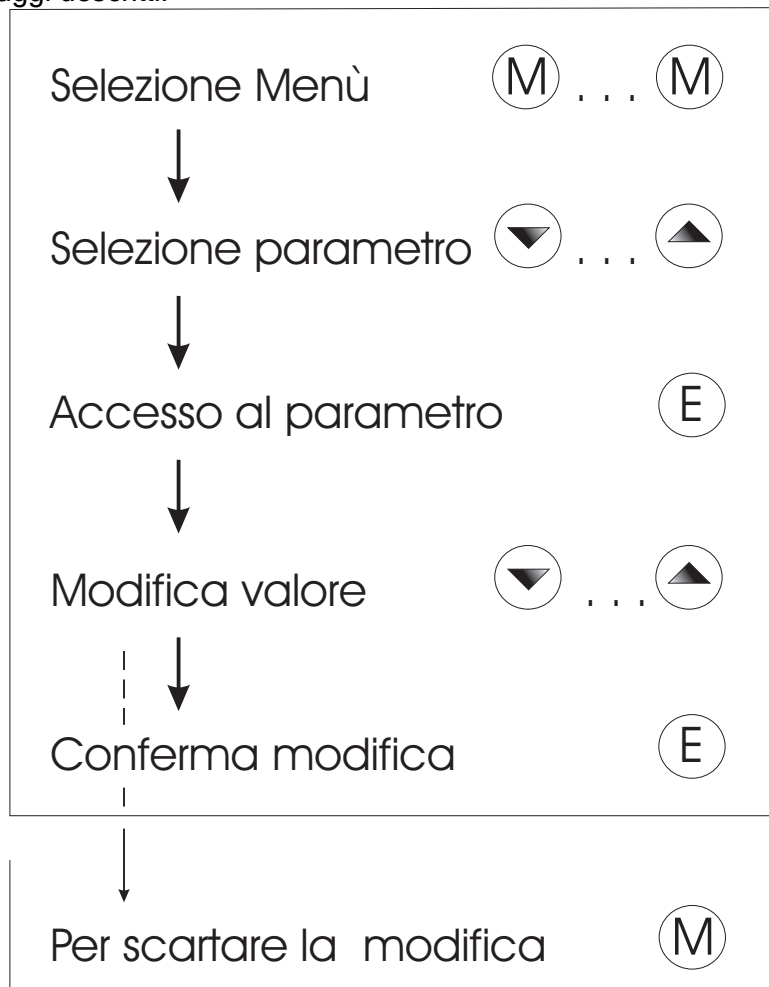 Selezione Menù M . . . M
Selezione parametro . . .
Accesso al parametro E
Modifica valore . . .
Conferma modifica E
Per scartare la modifica M